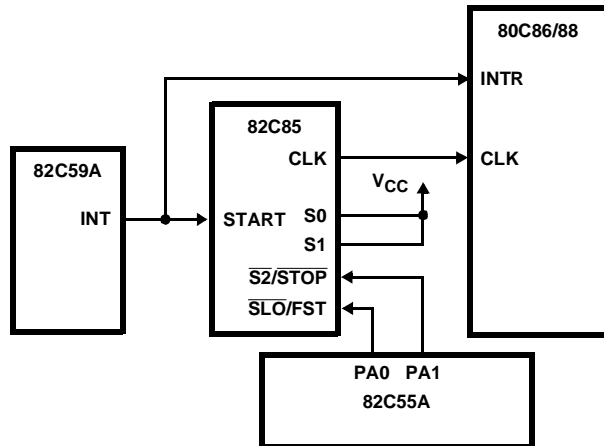 80C86/88
INTR
82C85
CLK
CLK
82C59A
VCC
INT
START
S0
S1
S2/STOP
SLO/FST
PA0 PA1
82C55A